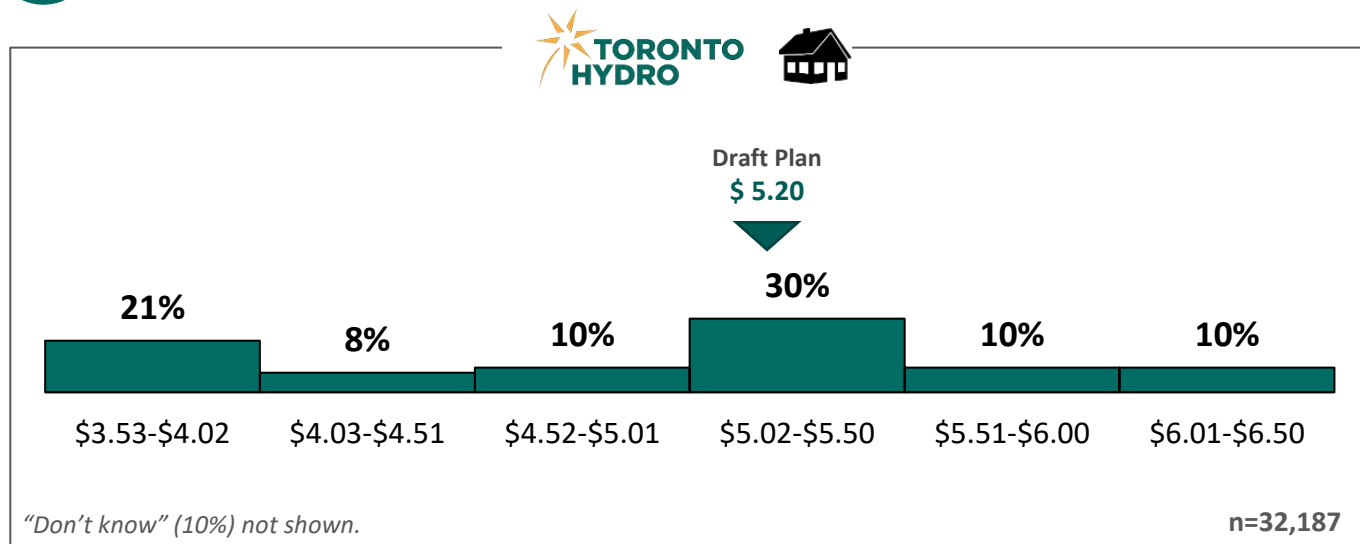 TORONTO
HYDRO
Draft Plan
$ 5.20
21%
8%
10%
30%
10%
10%
$3.53-$4.02
$4.03-$4.51
$4.52-$5.01
$5.02-$5.50
$5.51-$6.00
$6.01-$6.50
"Don't know" (10%) not shown.
n=32,187